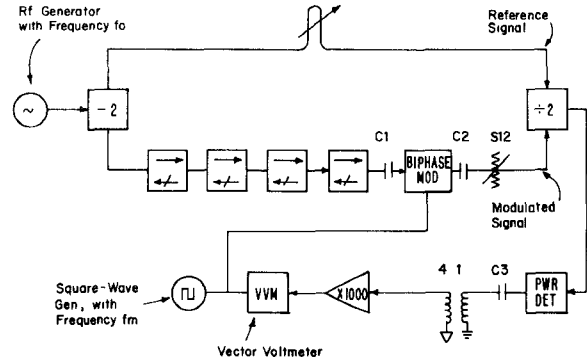 Rf Generator
with Frequency fo
Reference
Signal
-2
÷2
C1
BIPHASE
MOD
C2
S12
Modulated
Signal
Square-Wave
Gen, with
Frequency fm
VVM
X1000
4 1
C3
PWR
DET
Vector Voltmeter